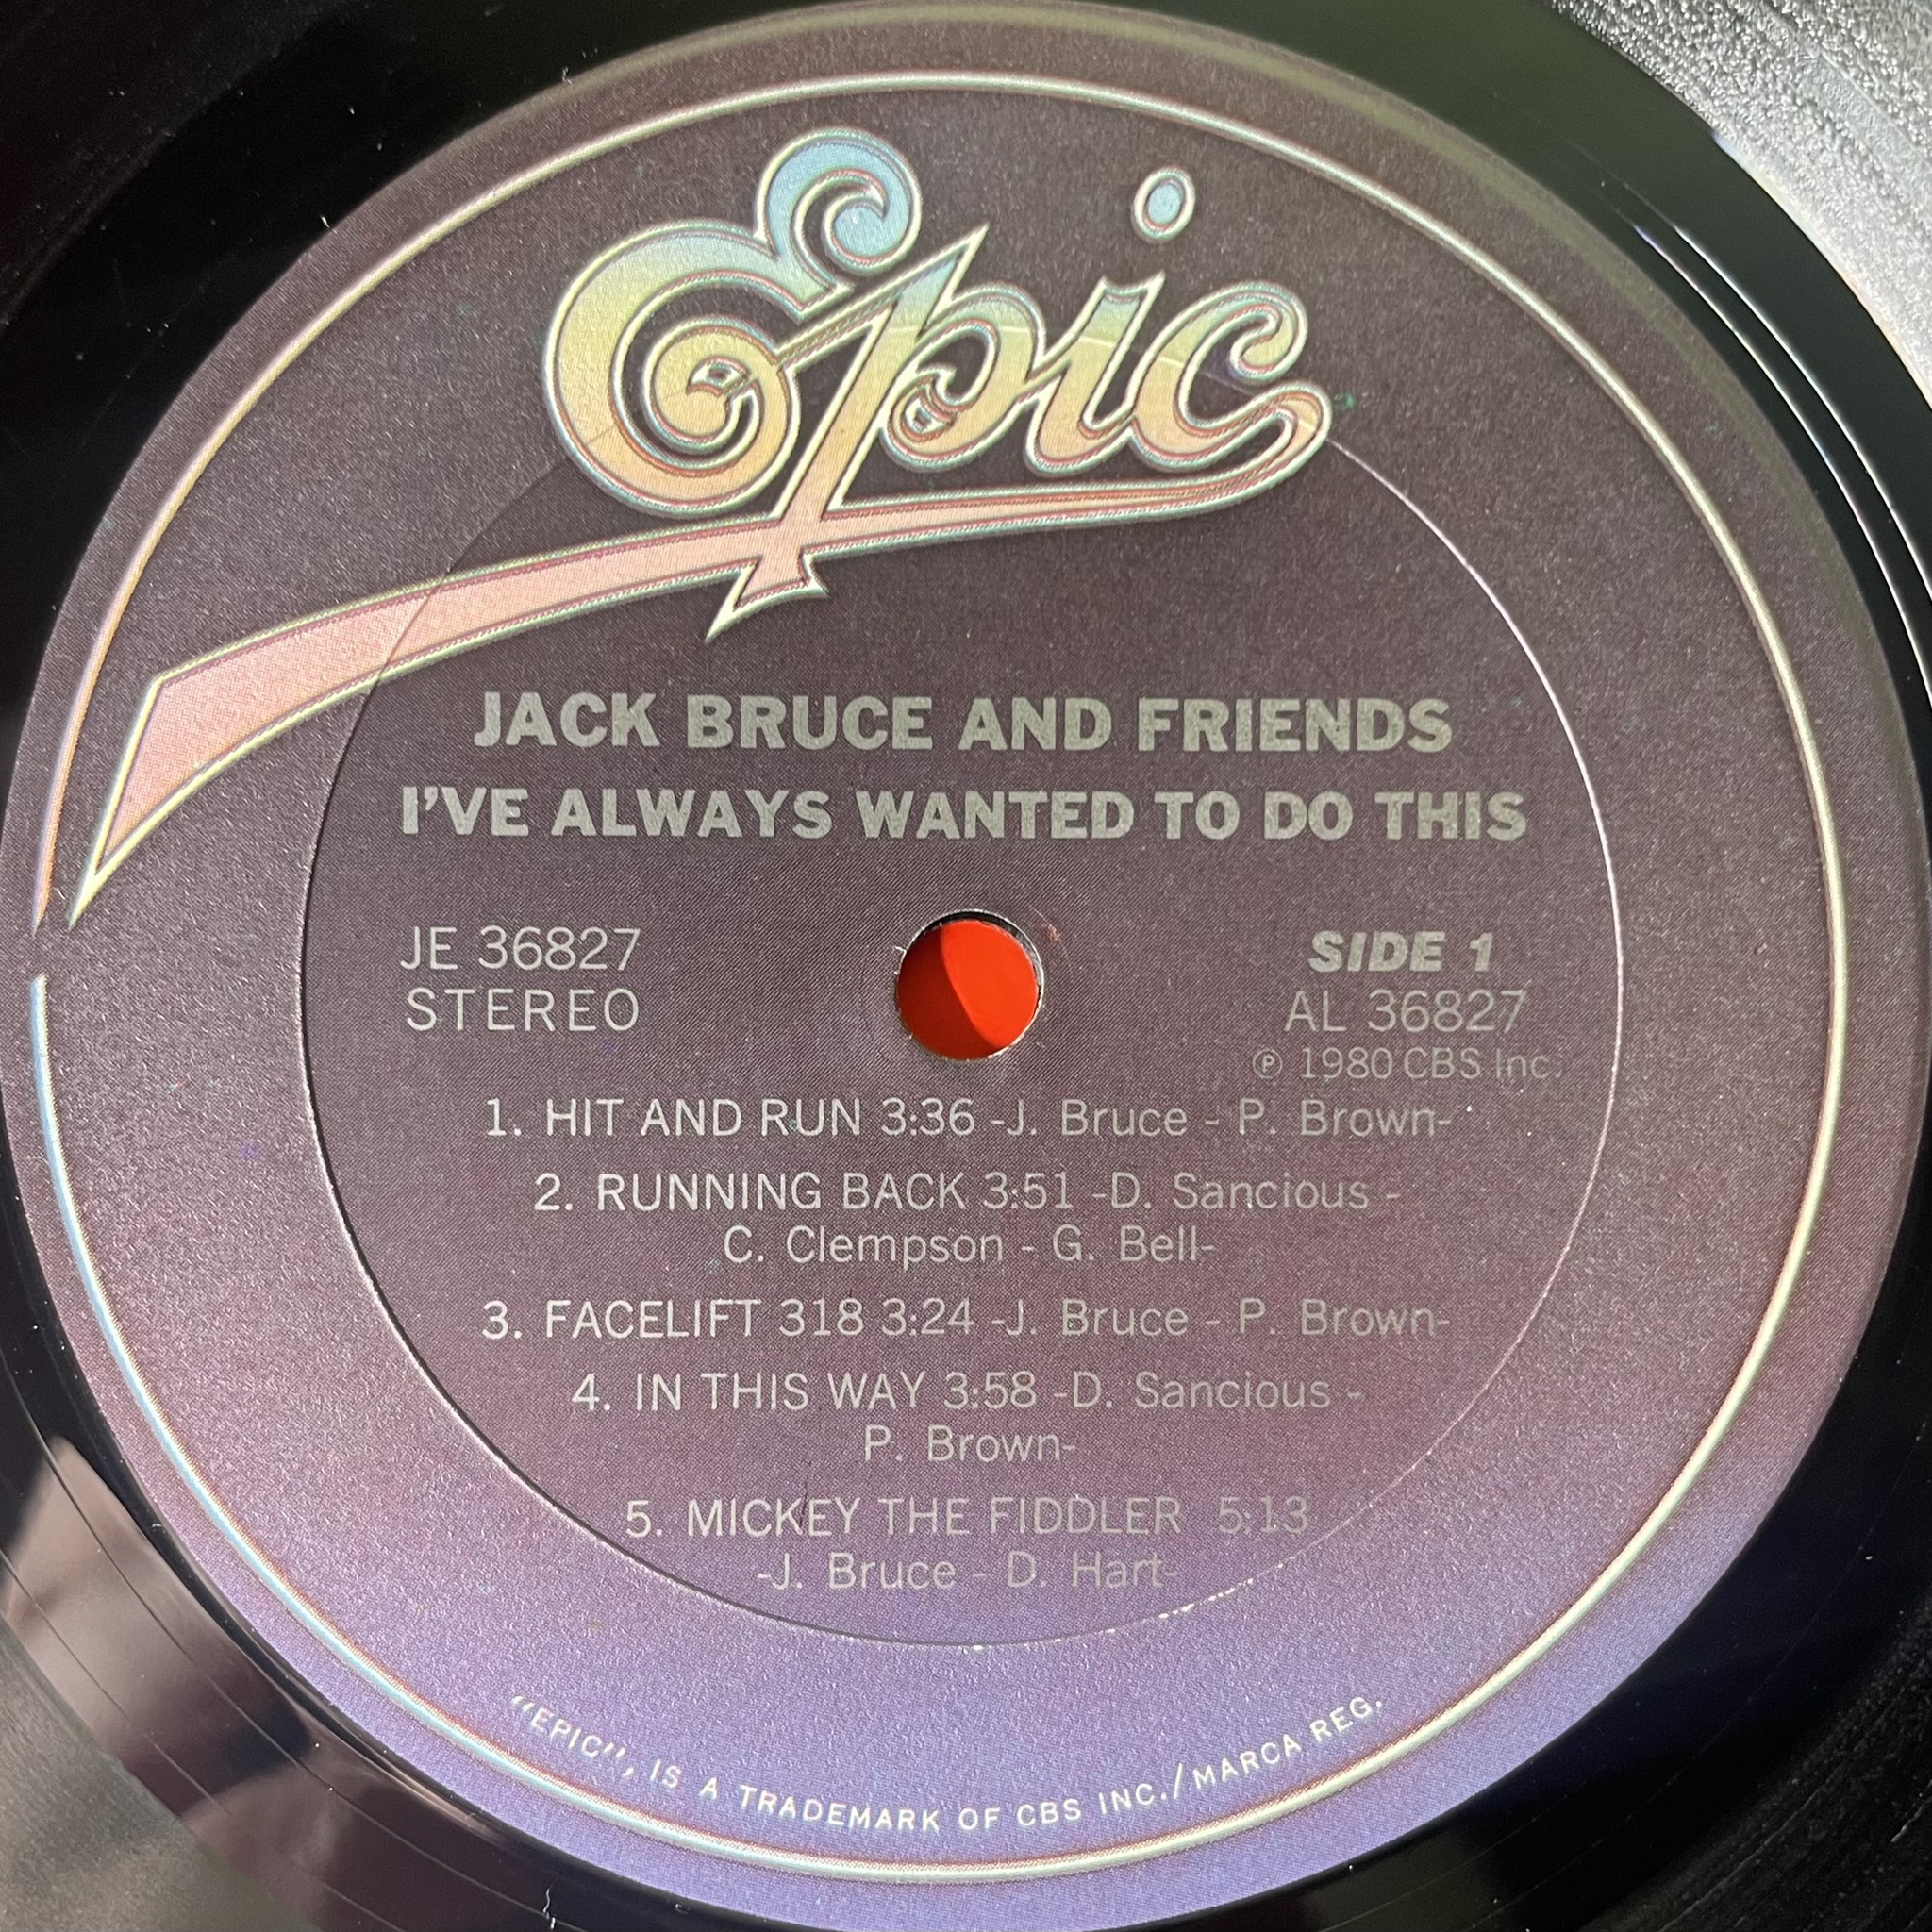 Epic
JACK BRUCE AND FRIENDS
I'VE ALWAYS WANTED TO DO THIS
JE 36827
STEREO
SIDE 1
AL 36827
℗ 1980 CBS Inc.
1. HIT AND RUN 3:36 -J. Bruce - P. Brown-
2. RUNNING BACK 3:51 -D. Sancious -
C. Clempson - G. Bell-
3. FACELIFT 318 3:24 -J. Bruce - P. Brown-
4. IN THIS WAY 3:58 -D. Sancious -
P. Brown-
5. MICKEY THE FIDDLER 5:13
-J. Bruce - D. Hart-
"EPIC", IS A TRADEMARK OF CBS INC./MARCA REG.